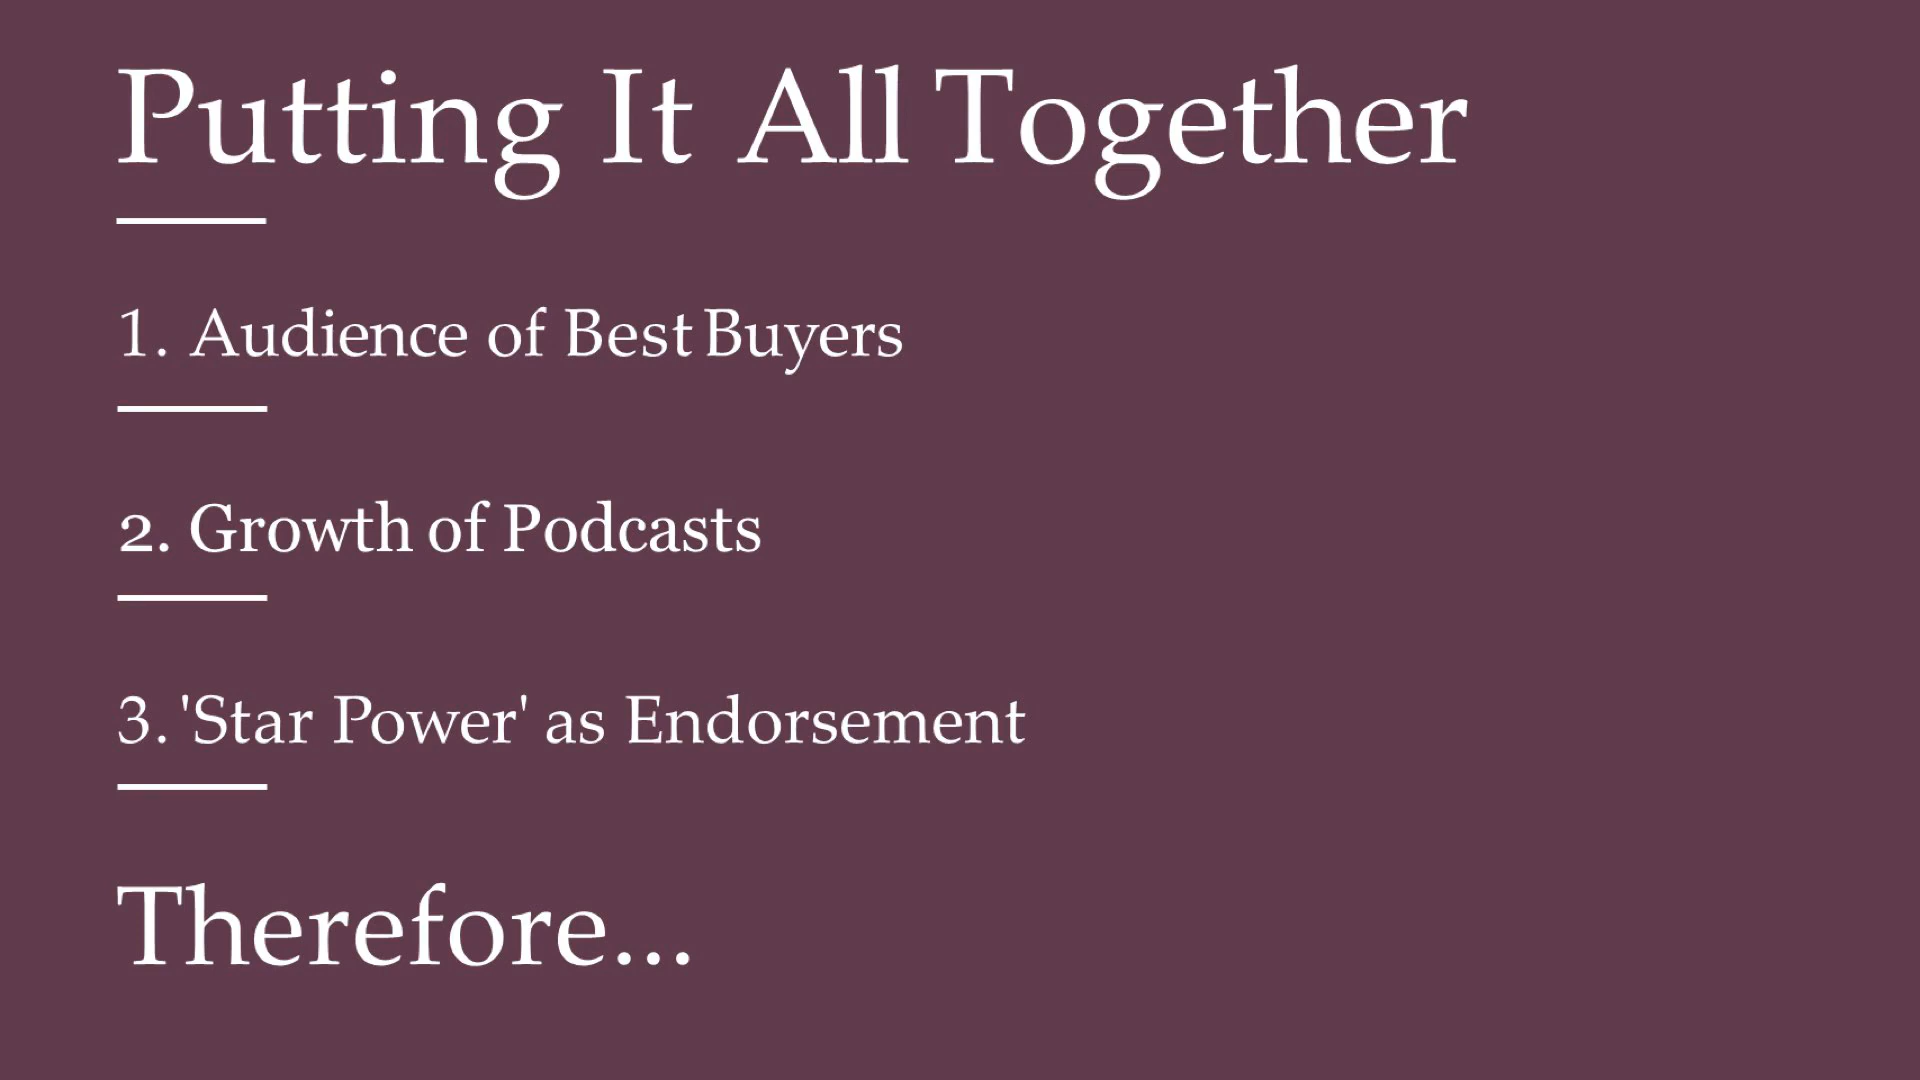 Putting It All Together
1. Audience of Best Buyers
2. Growth of Podcasts
3. 'Star Power' as Endorsement
Therefore...